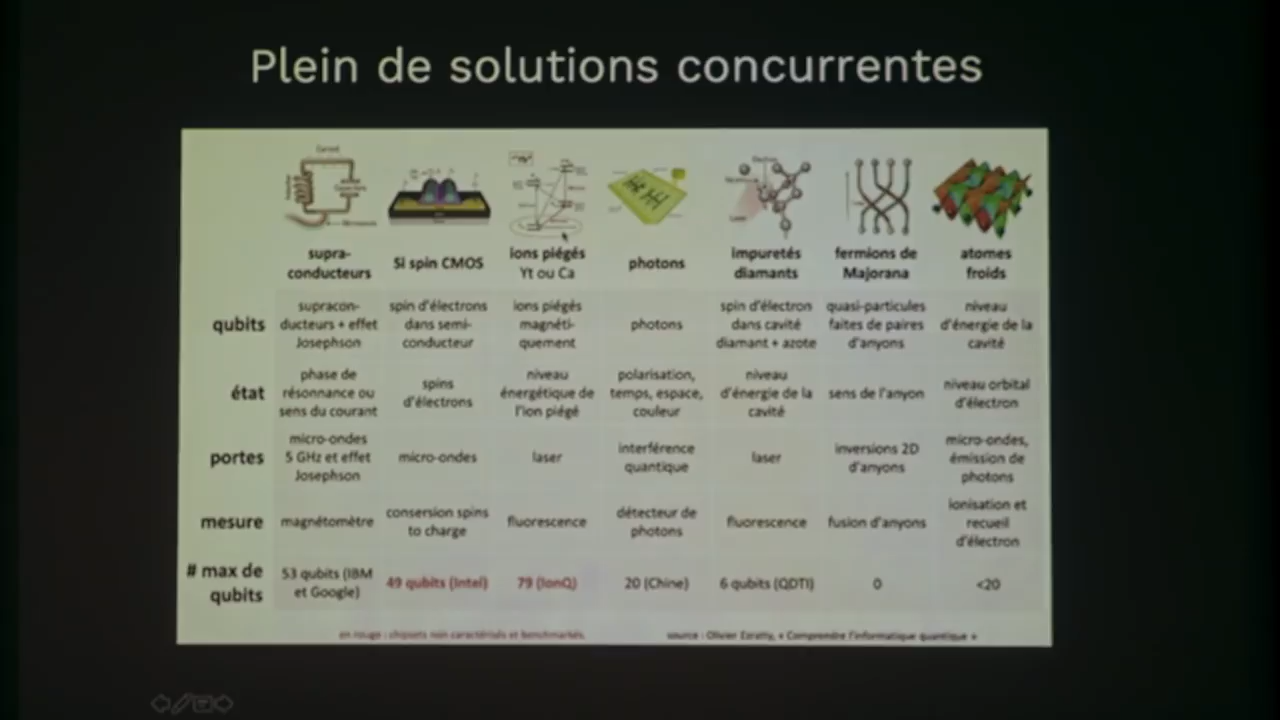 Plein de solutions concurrentes
supra-
conducteurs
Si spin CMOS
ions piégés
Yt ou Ca
photons
impuretés
diamants
fermions de
Majorana
atomes
froids
qubits
supracon-
ducteurs + effet
Josephson
spin d'électrons
dans semi-
conducteur
ions piégés
magnéti-
quement
photons
spin d'électron
dans cavité
diamant + azote
quasi-particules
faites de paires
d'anyons
niveau
d'énergie de la
cavité
état
phase de
résonnance ou
sens du courant
spins
d'électrons
niveau
énergétique de
l'ion piégé
polarisation,
temps, espace,
couleur
niveau
d'énergie de la
cavité
sens de l'anyon
niveau orbital
d'électron
portes
micro-ondes
5 GHz et effet
Josephson
micro-ondes
laser
interférence
quantique
laser
inversions 2D
d'anyons
micro-ondes,
émission de
photons
mesure
magnétomètre
consersion spins
to charge
fluorescence
détecteur de
photons
fluorescence
fusion d'anyons
ionisation et
recueil
d'électron
# max de
qubits
53 qubits (IBM
et Google)
49 qubits (Intel)
79 (IonQ)
20 (Chine)
6 qubits (QDTI)
0
<20
en rouge : chipsets non caractérisés et benchmarkés.
source : Olivier Ezratty, « Comprendre l'informatique quantique »